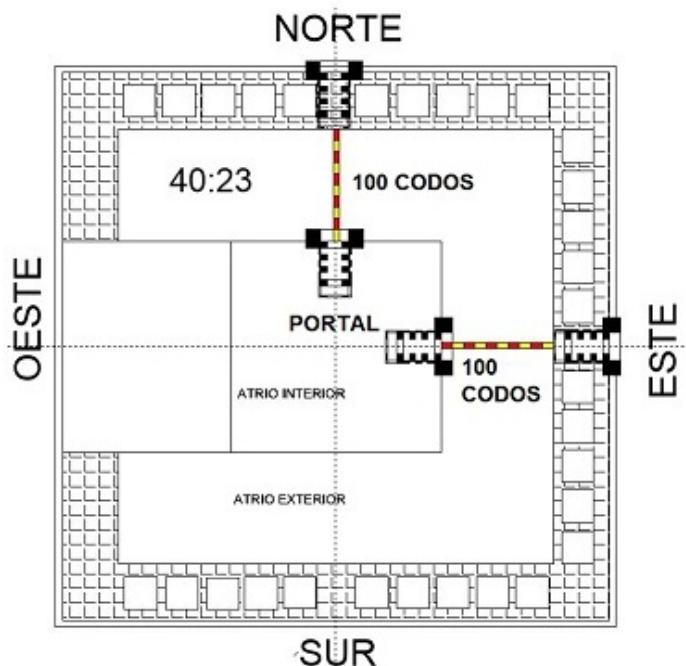 NORTE
40:23
100 CODOS
OESTE
PORTAL
ESTE
100
CODOS
ATRIO INTERIOR
ATRIO EXTERIOR
SUR